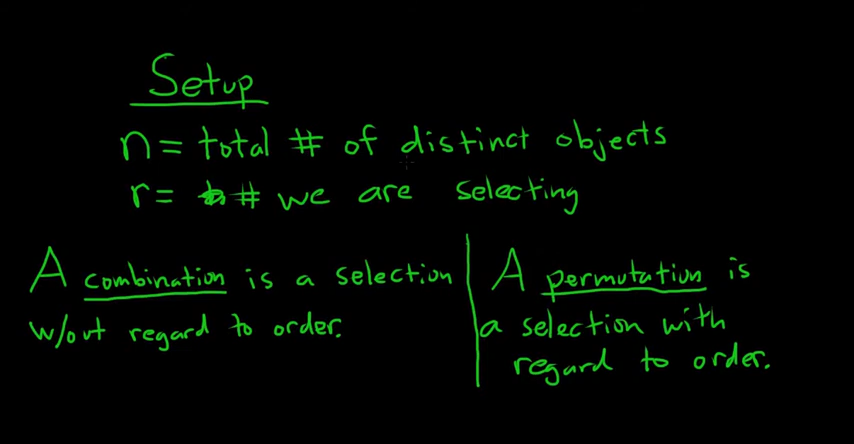 Setup
n = total # of distinct objects
r = # we are selecting
A combination is a selection
w/out regard to order.
A permutation is
a selection with
regard to order.